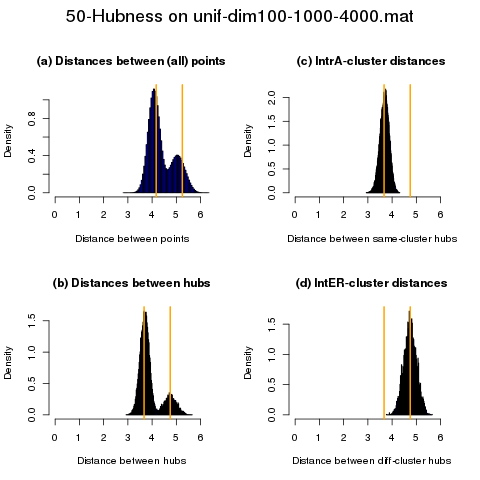 50-Hubness on unif-dim100-1000-4000.mat
(a) Distances between (all) points
Density
0.0 0.4 0.8
0 1 2 3 4 5 6
Distance between points
(c) IntrA-cluster distances
Density
0.0 0.5 1.0 1.5 2.0
0 1 2 3 4 5 6
Distance between same-cluster hubs
(b) Distances between hubs
Density
0.0 0.5 1.0 1.5
0 1 2 3 4 5 6
Distance between hubs
(d) IntER-cluster distances
Density
0.0 0.5 1.0 1.5
0 1 2 3 4 5 6
Distance between diff-cluster hubs